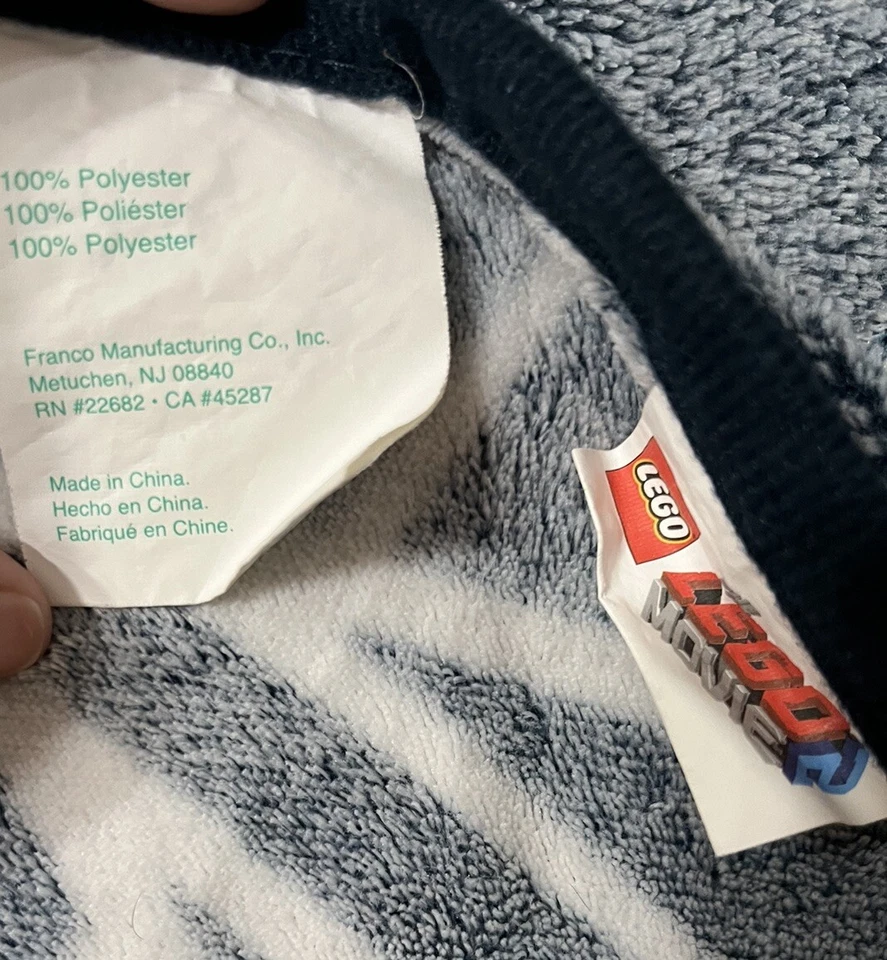 100% Polyester
100% Poliéster
100% Polyester
Franco Manufacturing Co., Inc.
Metuchen, NJ 08840
RN #22682 • CA #45287
Made in China.
Hecho en China.
Fabriqué en Chine.
LEGO
THE
LEGO
MOVIE 2